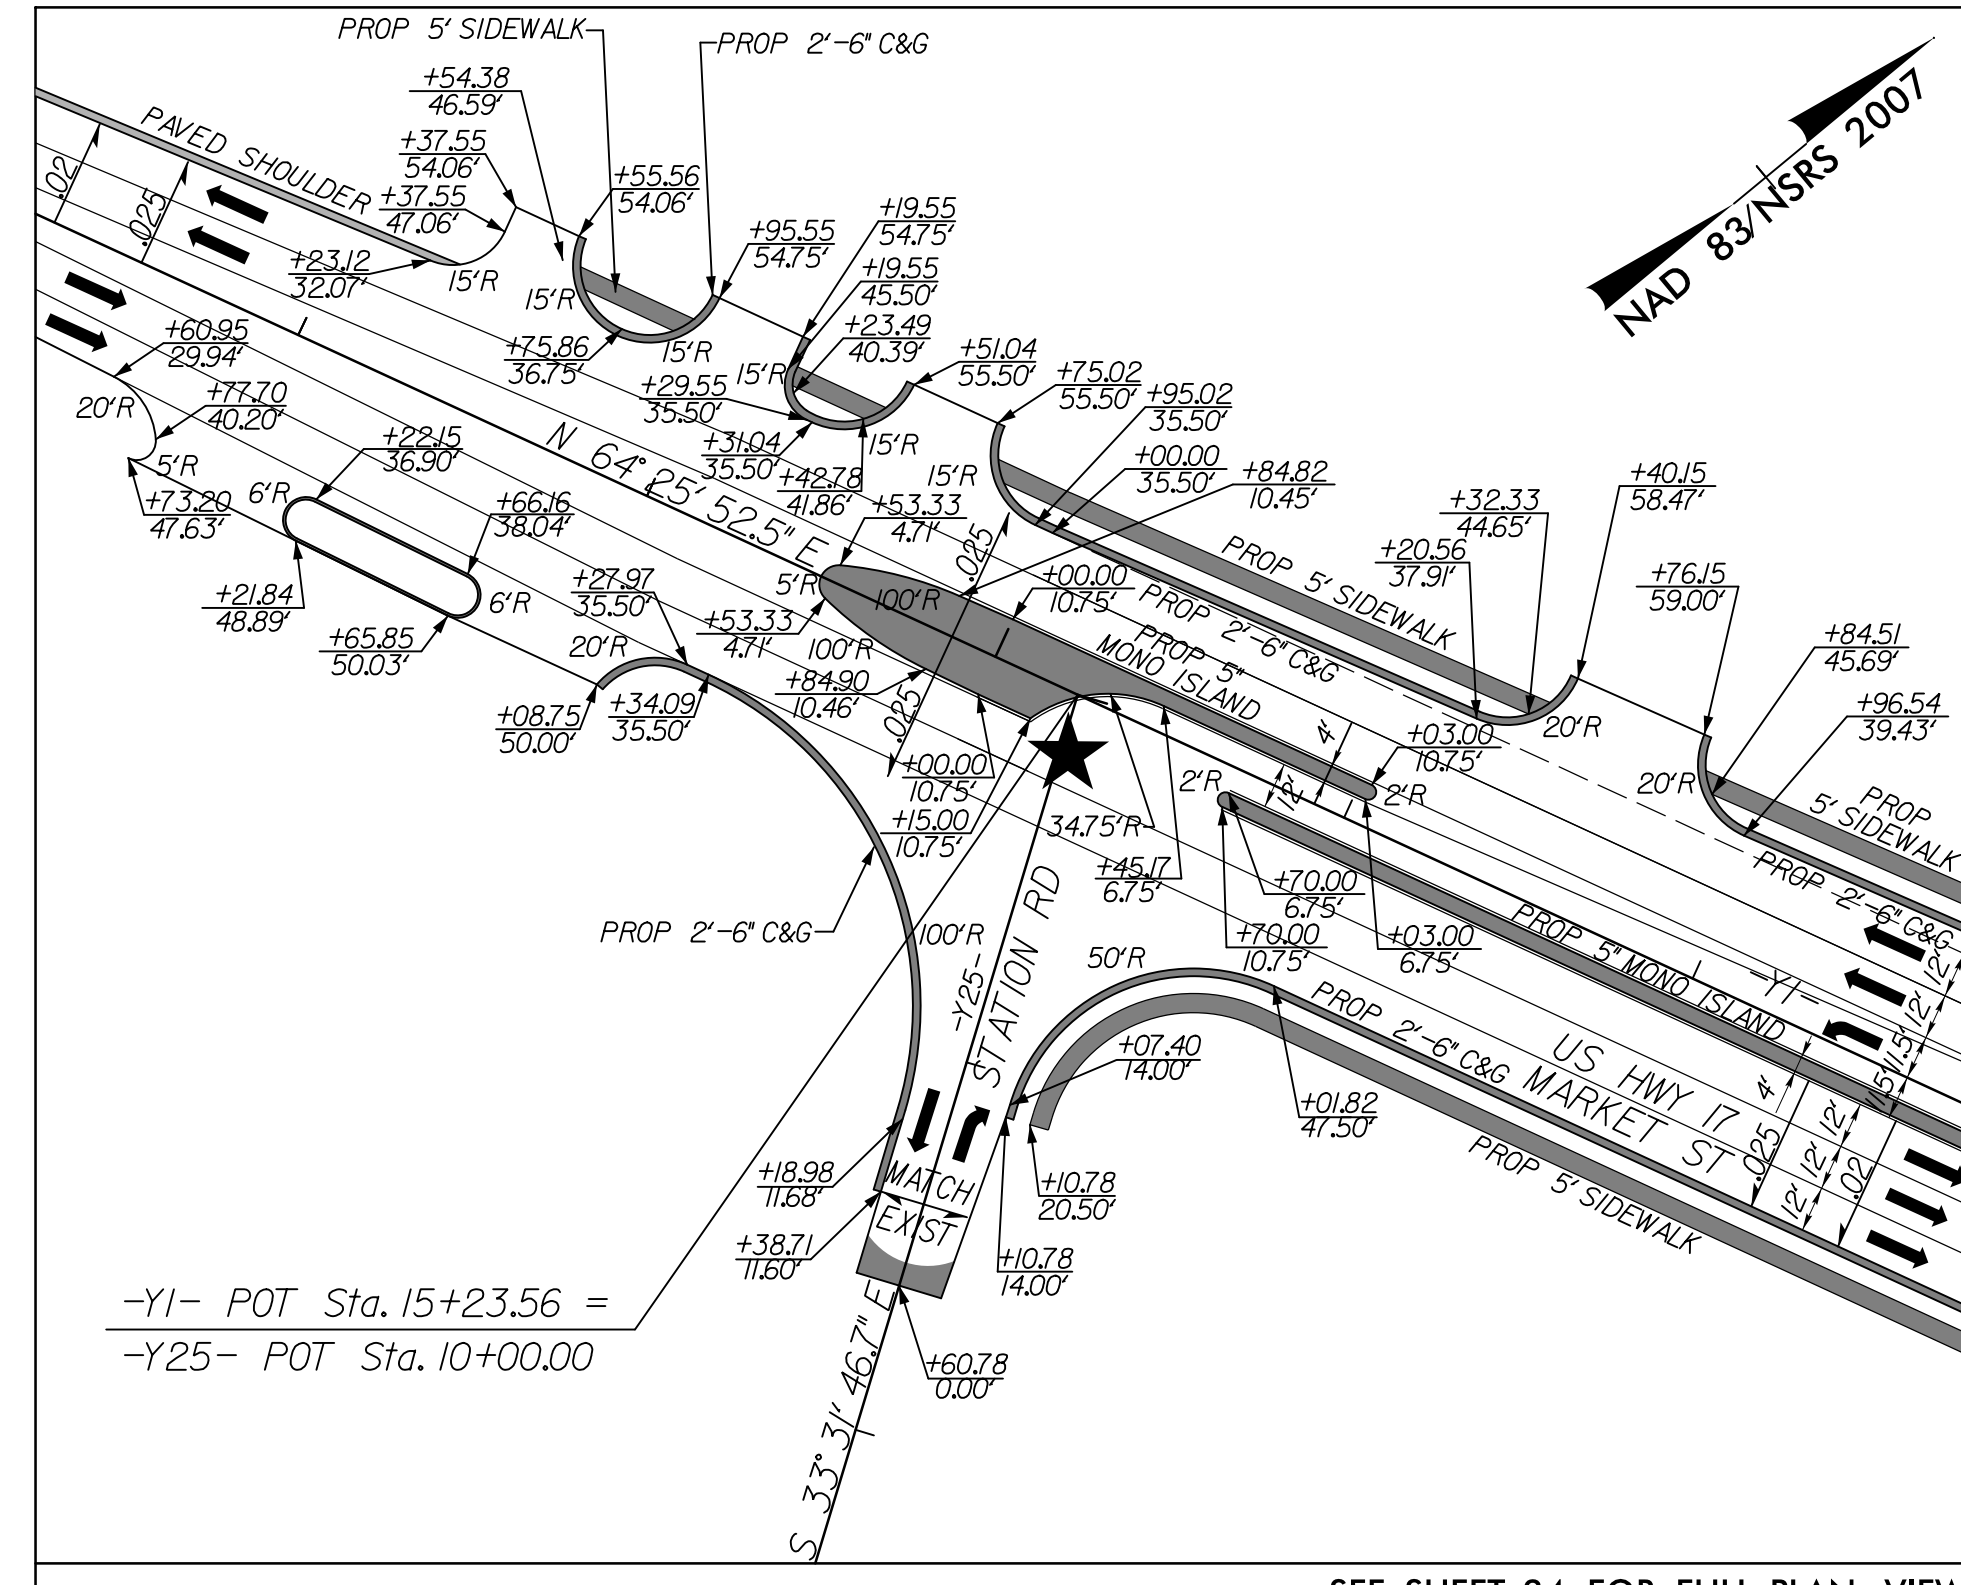 PROP 5' SIDEWALK
PROP 2'-6" C&G
+54.38
46.59'
+37.55
54.06'
+37.55
47.06'
PAVED SHOULDER
.02
.025
+23.12
32.07'
15'R
+55.56
54.06'
15'R
+95.55
54.75'
+19.55
54.75'
+19.55
45.50'
+23.49
40.39'
+75.86
36.75'
15'R
15'R
+29.55
35.50'
+31.04
35.50'
+42.78
41.86'
15'R
+51.04
55.50'
+75.02
55.50'
+95.02
35.50'
+00.00
35.50'
+84.82
10.45'
15'R
+60.95
29.94'
20'R
+77.70
40.20'
5'R
+73.20
47.63'
6'R
+22.15
36.90'
+66.16
38.04'
6'R
+21.84
48.89'
+65.85
50.03'
N 64° 25' 52.5" E
+53.33
4.71'
5'R
+53.33
4.71'
100'R
100'R
.025
.025
+27.97
35.50'
20'R
+08.75
50.00'
+34.09
35.50'
+84.90
10.46'
+00.00
10.75'
+00.00
10.75'
+15.00
10.75'
PROP 5' SIDEWALK
PROP 2'-6" C&G
PROP 5"
MONO ISLAND
+32.33
44.65'
+20.56
37.91'
+40.15
58.47'
20'R
+76.15
59.00'
+84.51
45.69'
+96.54
39.43'
20'R
PROP
5' SIDEWALK
PROP 2'-6" C&G
4'
12'
+03.00
10.75'
2'R
2'R
34.75'R
+45.17
6.75'
+70.00
6.75'
+70.00
10.75'
+03.00
6.75'
PROP 5" MONO ISLAND
-Y1-
12'
12'
11.5'
11.5'
4'
12'
12'
12'
.025
.02
PROP 2'-6" C&G
100'R
-Y25-
STATION RD
50'R
PROP 2'-6" C&G
US HWY 17
MARKET ST
PROP 5' SIDEWALK
+07.40
14.00'
+01.82
47.50'
+10.78
20.50'
+10.78
14.00'
+18.98
11.68'
+38.71
11.60'
MATCH
EXIST
+60.78
0.00'
S 33° 31' 46.7" E
-Y1- POT Sta. 15+23.56 =
-Y25- POT Sta. 10+00.00
NAD 83/NSRS 2007
SEE SHEET 24 FOR FULL PLAN VIEW